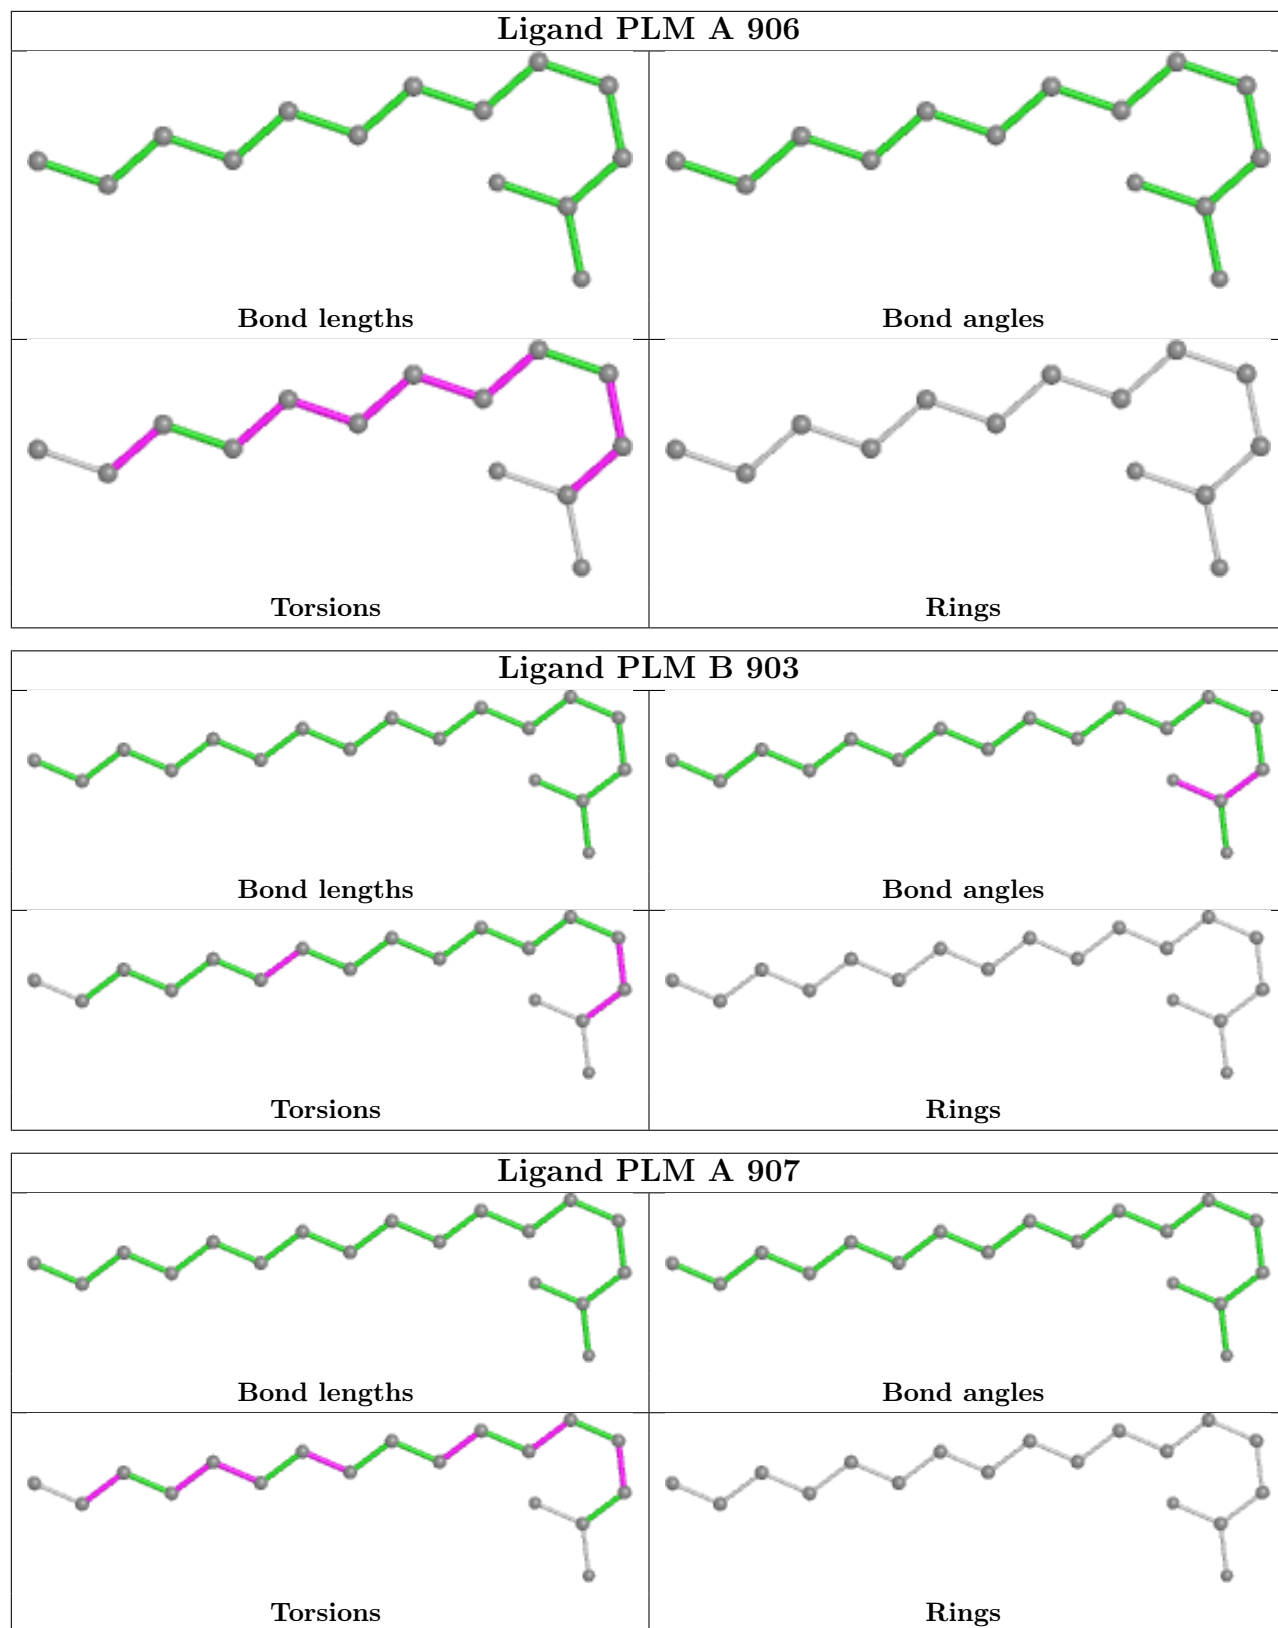 Ligand PLM A 906
Bond lengths
Bond angles
Torsions
Rings
Ligand PLM B 903
Bond lengths
Bond angles
Torsions
Rings
Ligand PLM A 907
Bond lengths
Bond angles
Torsions
Rings